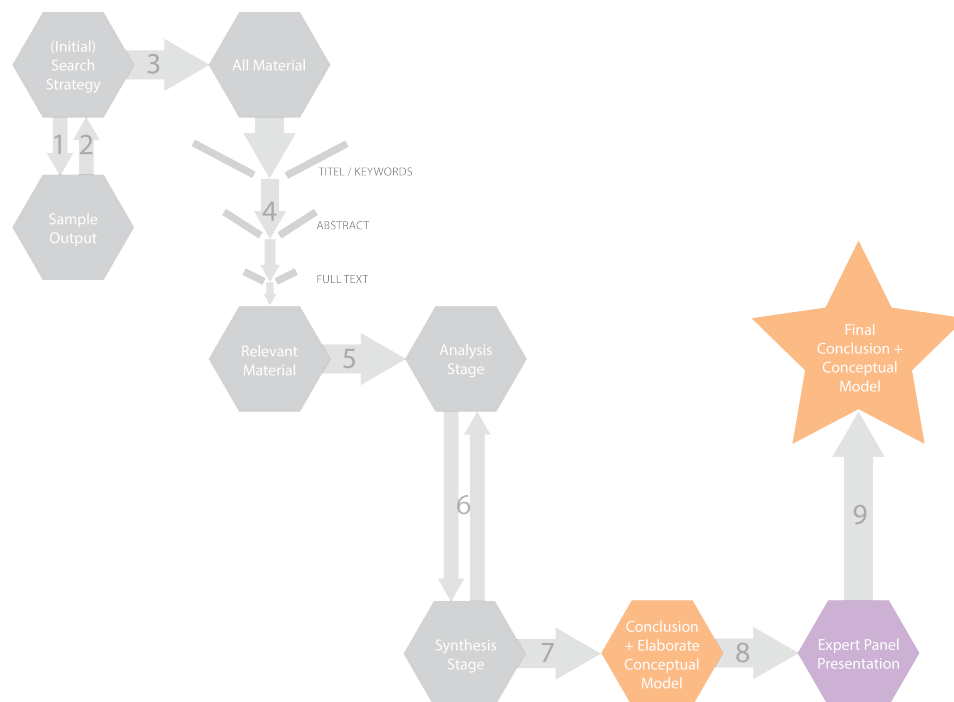 (Initial)
Search
Strategy
3
All Material
1
2
TITEL / KEYWORDS
Sample
Output
4
ABSTRACT
FULL TEXT
Relevant
Material
5
Analysis
Stage
Final
Conclusion +
Conceptual
Model
6
9
Synthesis
Stage
7
Conclusion
+ Elaborate
Conceptual
Model
8
Expert Panel
Presentation